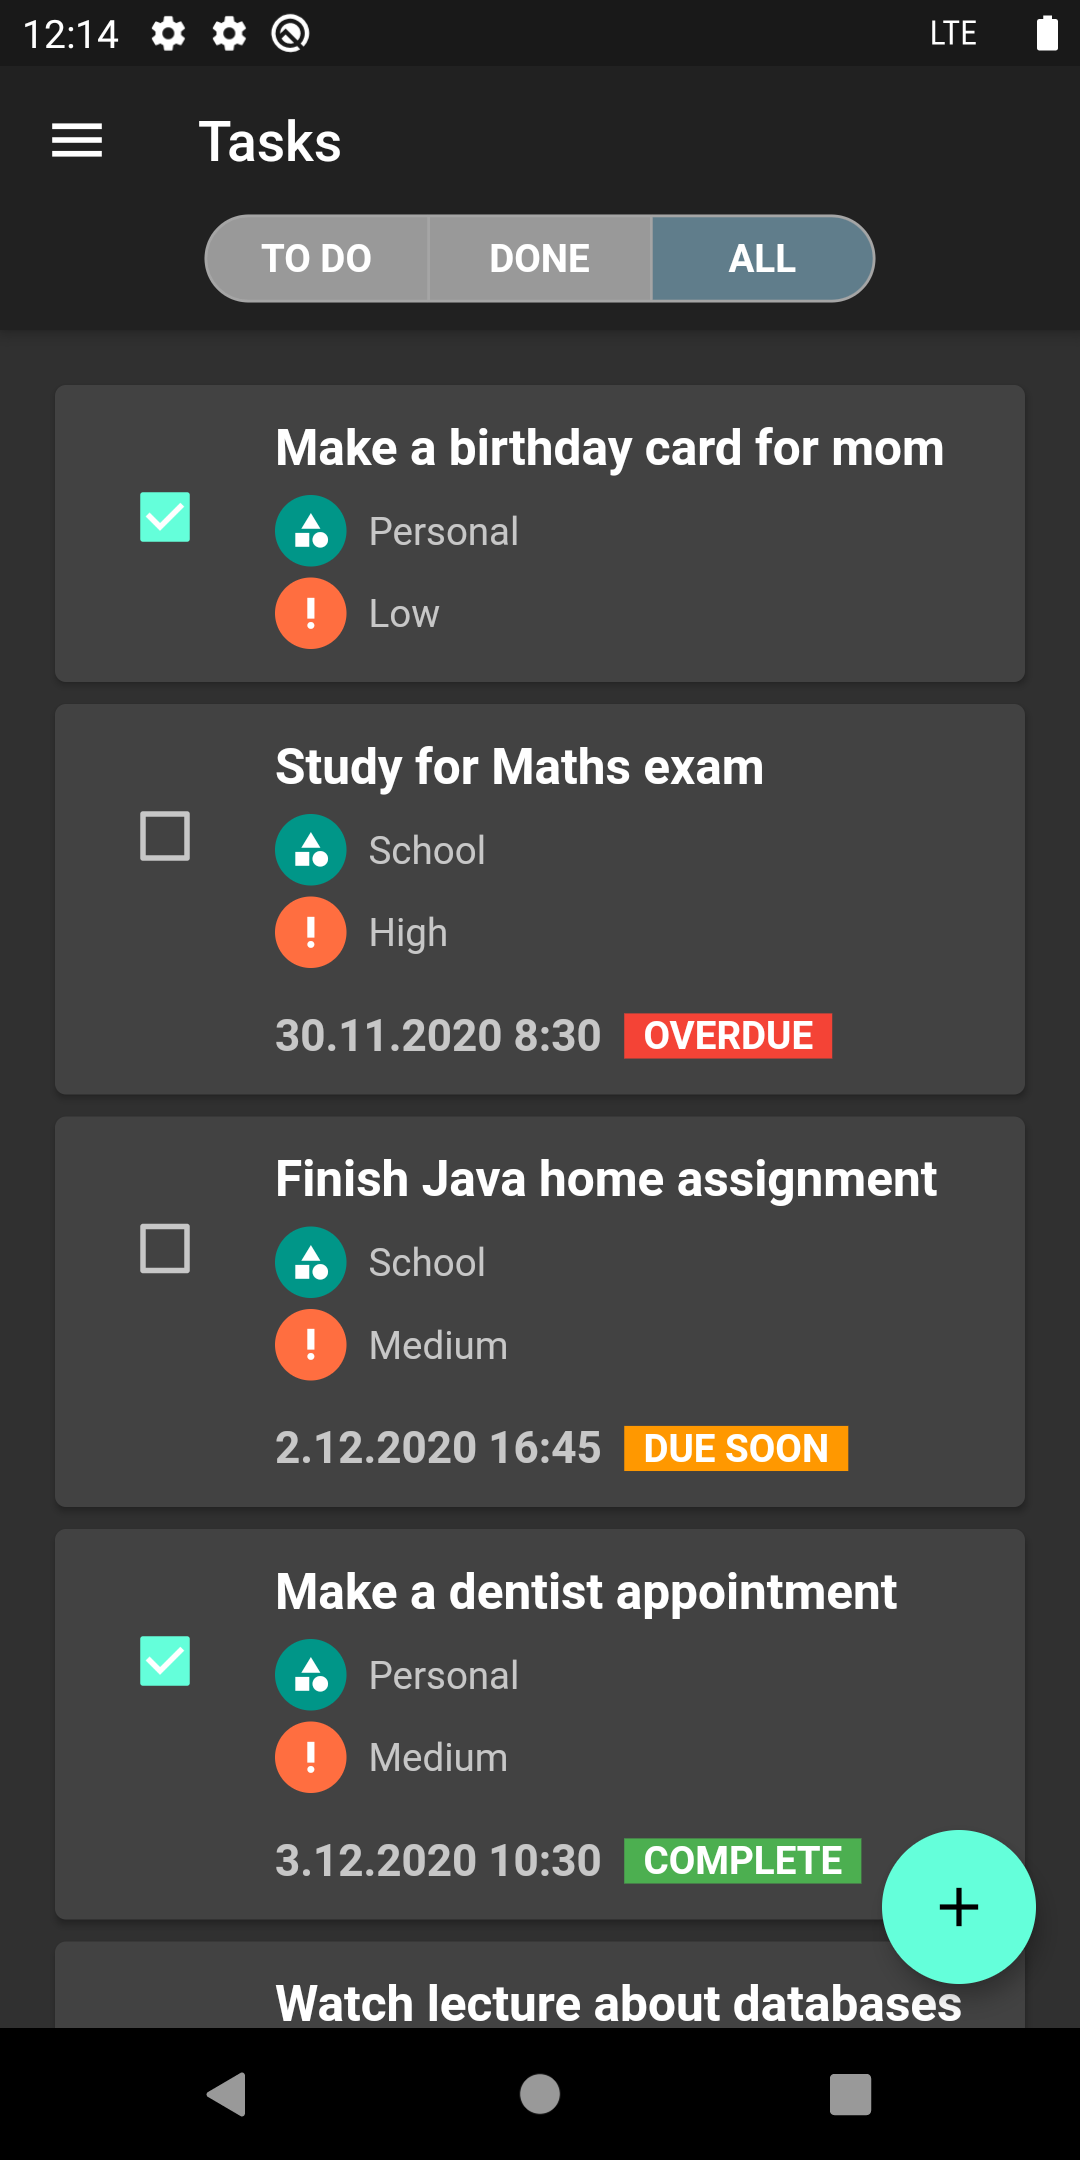 12:14 LTE
Tasks
TO DO DONE ALL
Make a birthday card for mom
Personal
Low
Study for Maths exam
School
High
30.11.2020 8:30 OVERDUE
Finish Java home assignment
School
Medium
2.12.2020 16:45 DUE SOON
Make a dentist appointment
Personal
Medium
3.12.2020 10:30 COMPLETE
Watch lecture about databases